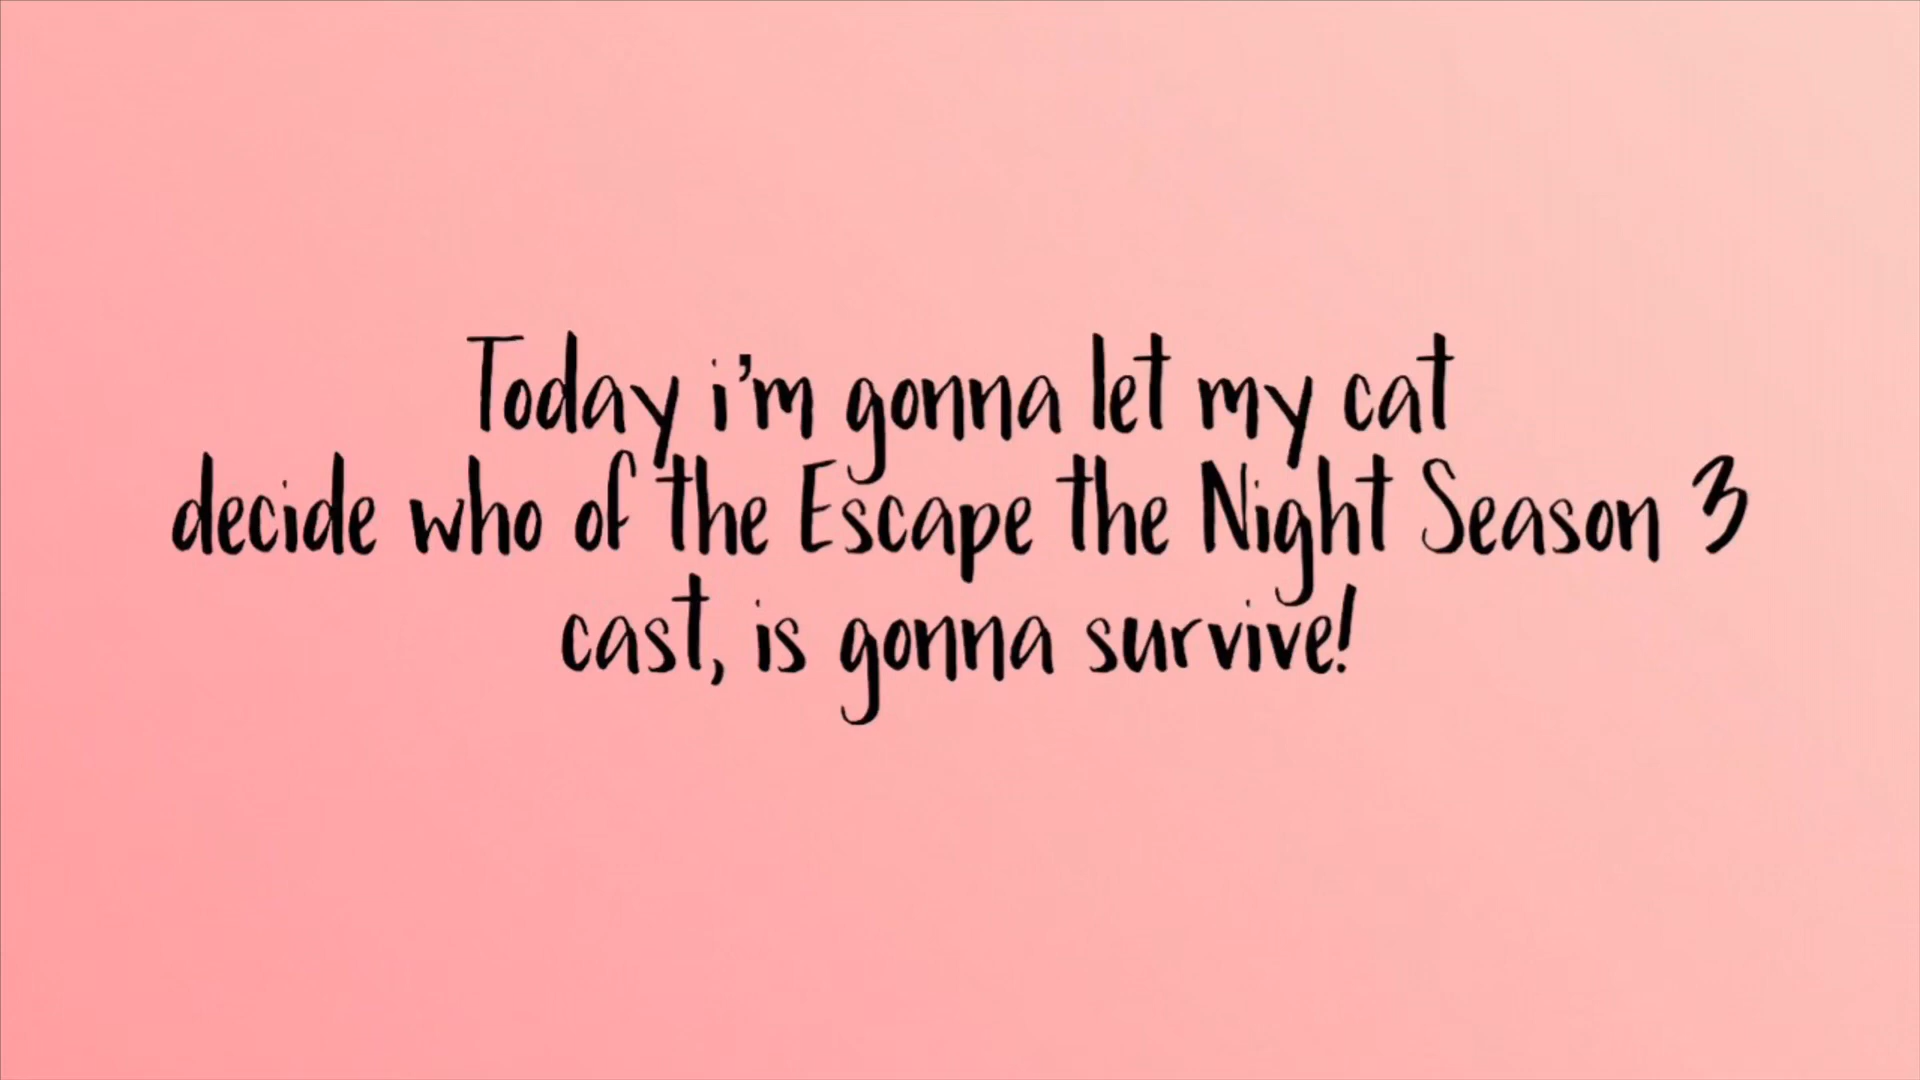 Today i'm gonna let my cat
decide who of the Escape the Night Season 3
cast, is gonna survive!